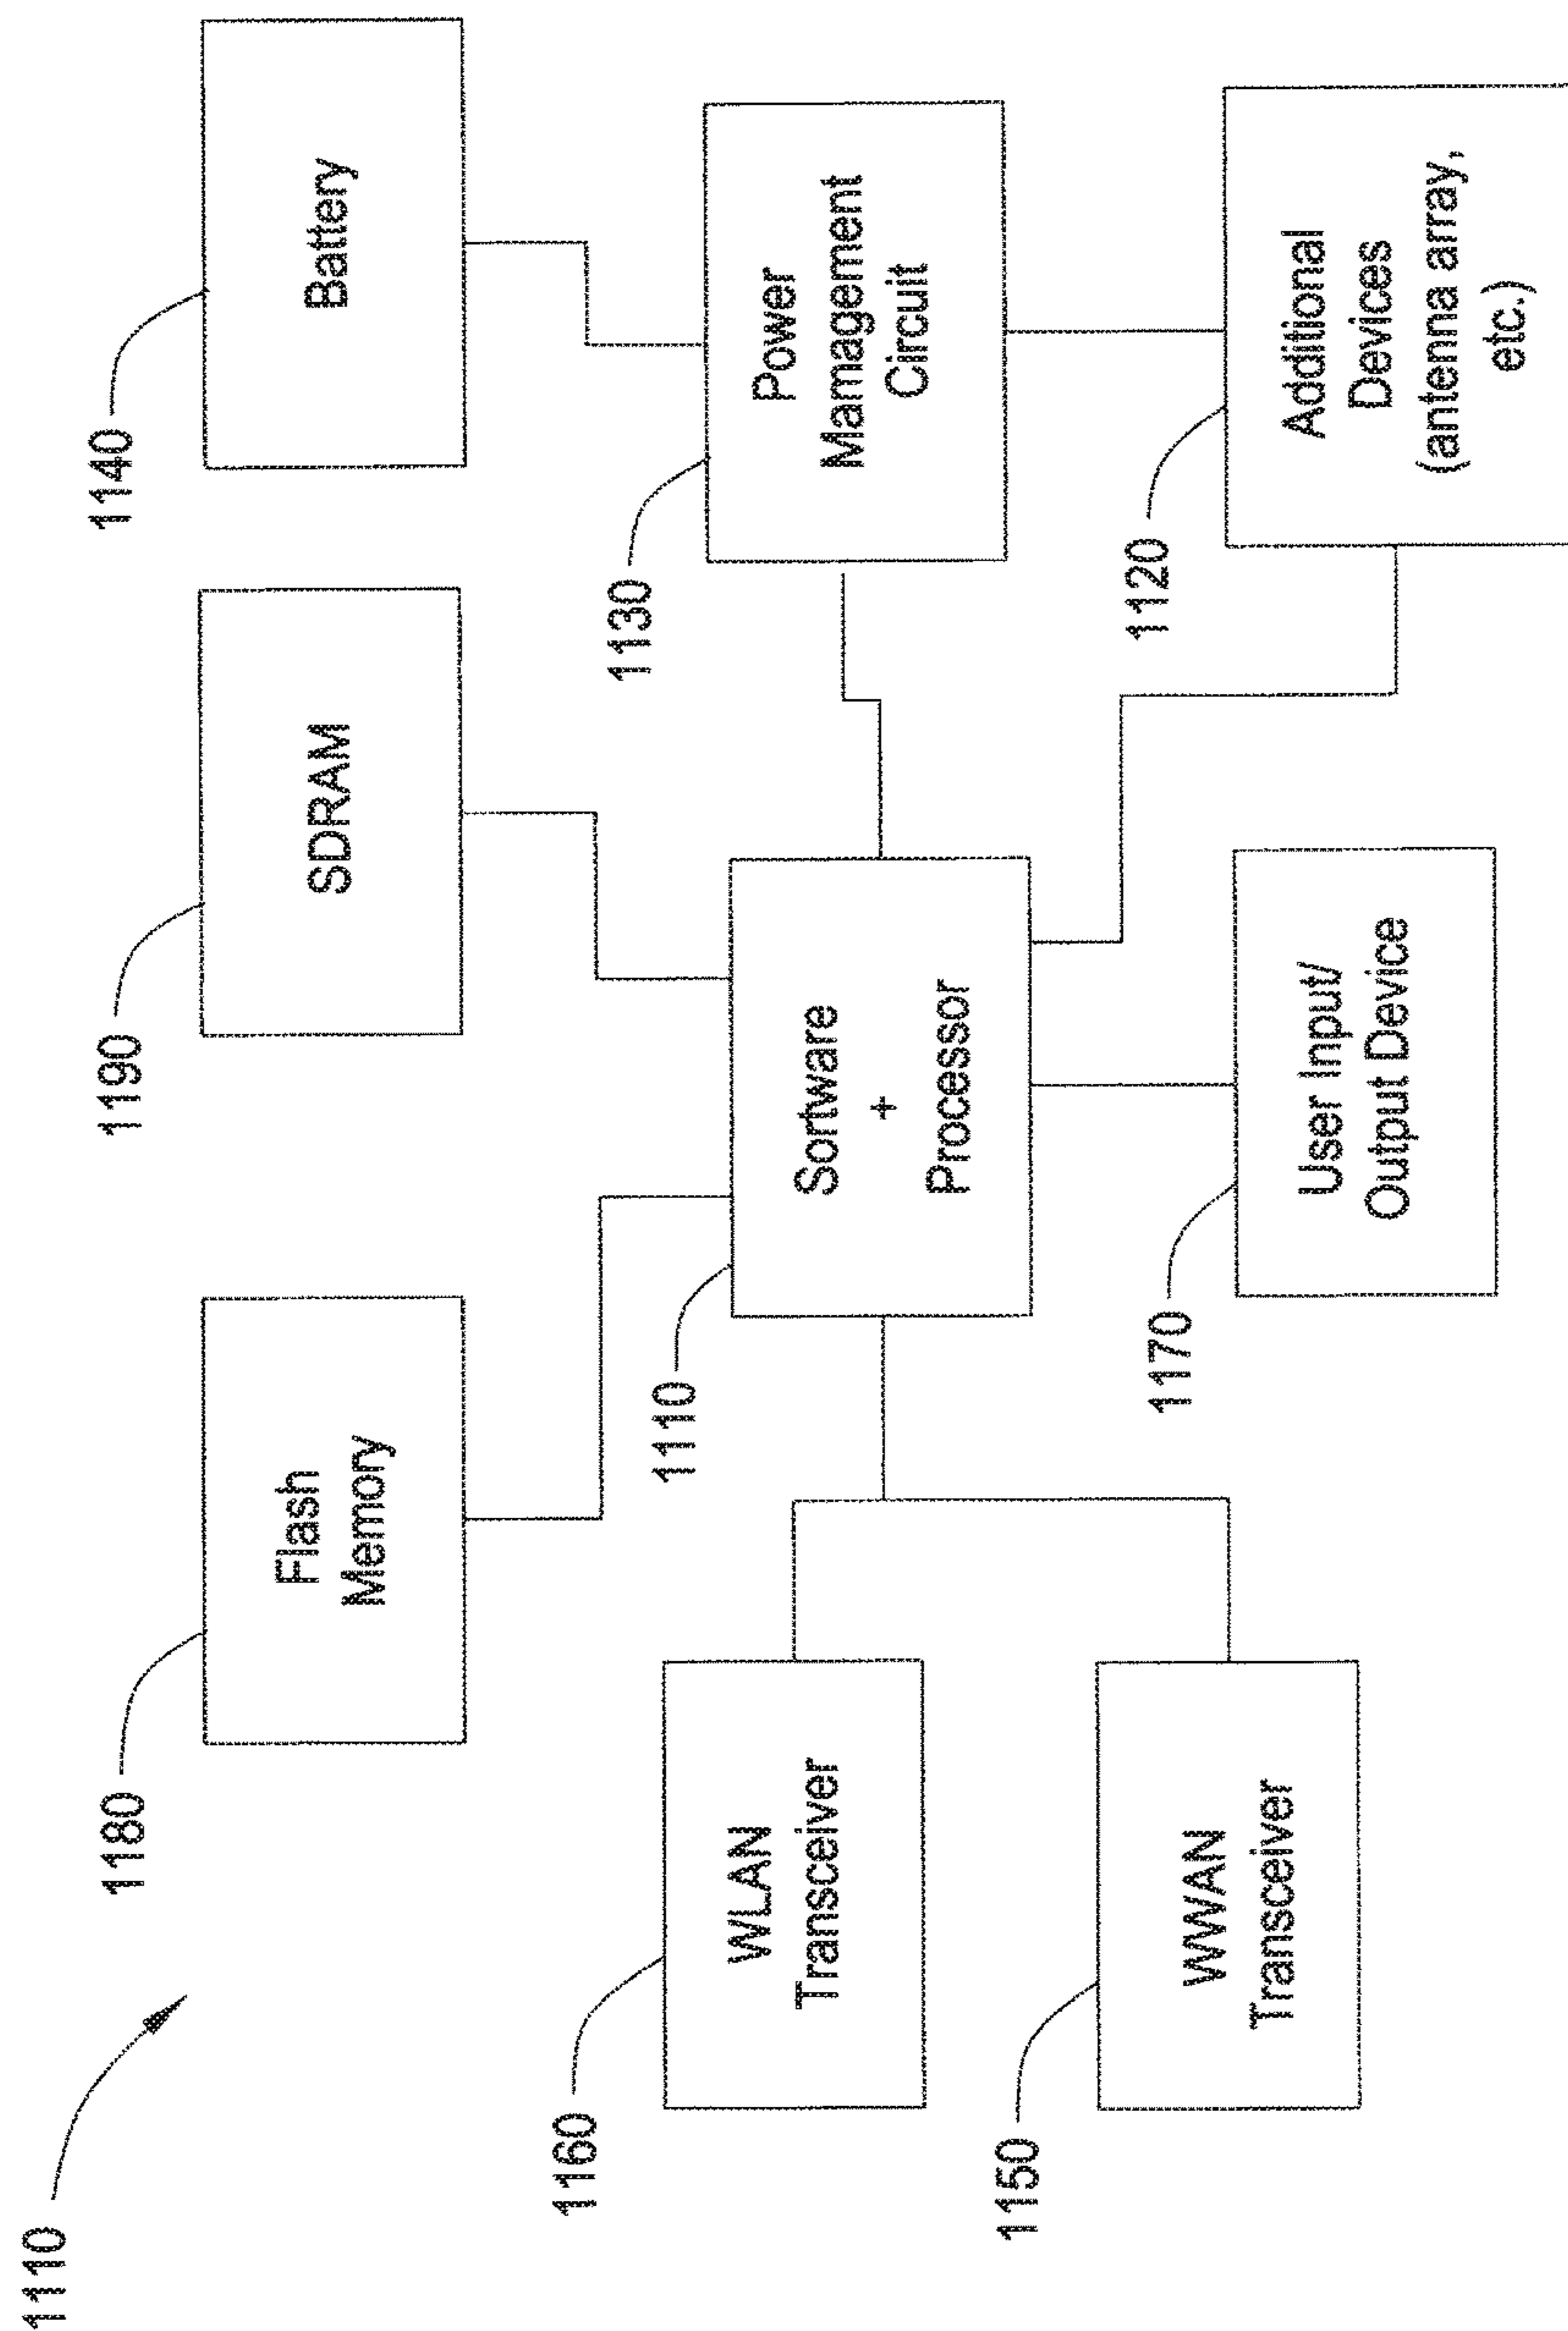 1110
1180
Flash
Memory
1190
SDRAM
1140
Battery
1160
WLAN
Transceiver
1110
Sortware
+
Processor
1130
Power
Mamagement
Circuit
1150
WWAN
Transceiver
1170
User Input/
Output Device
1120
Additional
Devices
(antenna array,
etc.)